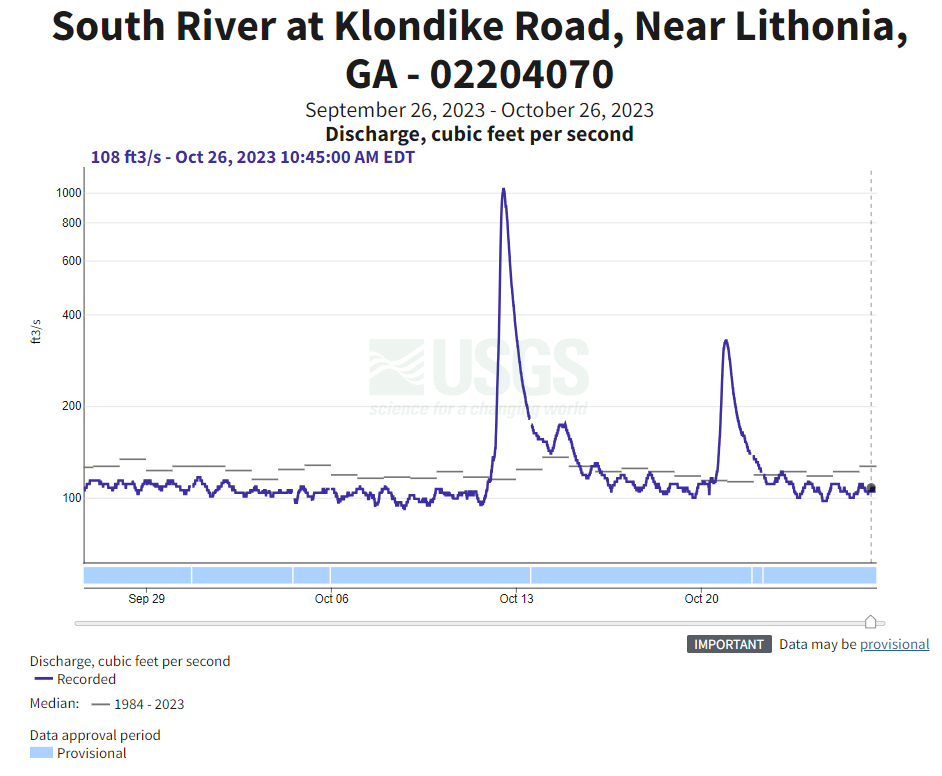 South River at Klondike Road, Near Lithonia,
GA - 02204070
September 26, 2023 - October 26, 2023
Discharge, cubic feet per second
108 ft3/s - Oct 26, 2023 10:45:00 AM EDT
1000
800
600
400
200
100
ft3/s
USGS
science for a changing world
Sep 29
Oct 06
Oct 13
Oct 20
IMPORTANT Data may be provisional
Discharge, cubic feet per second
Recorded
Median: 1984 - 2023
Data approval period
Provisional